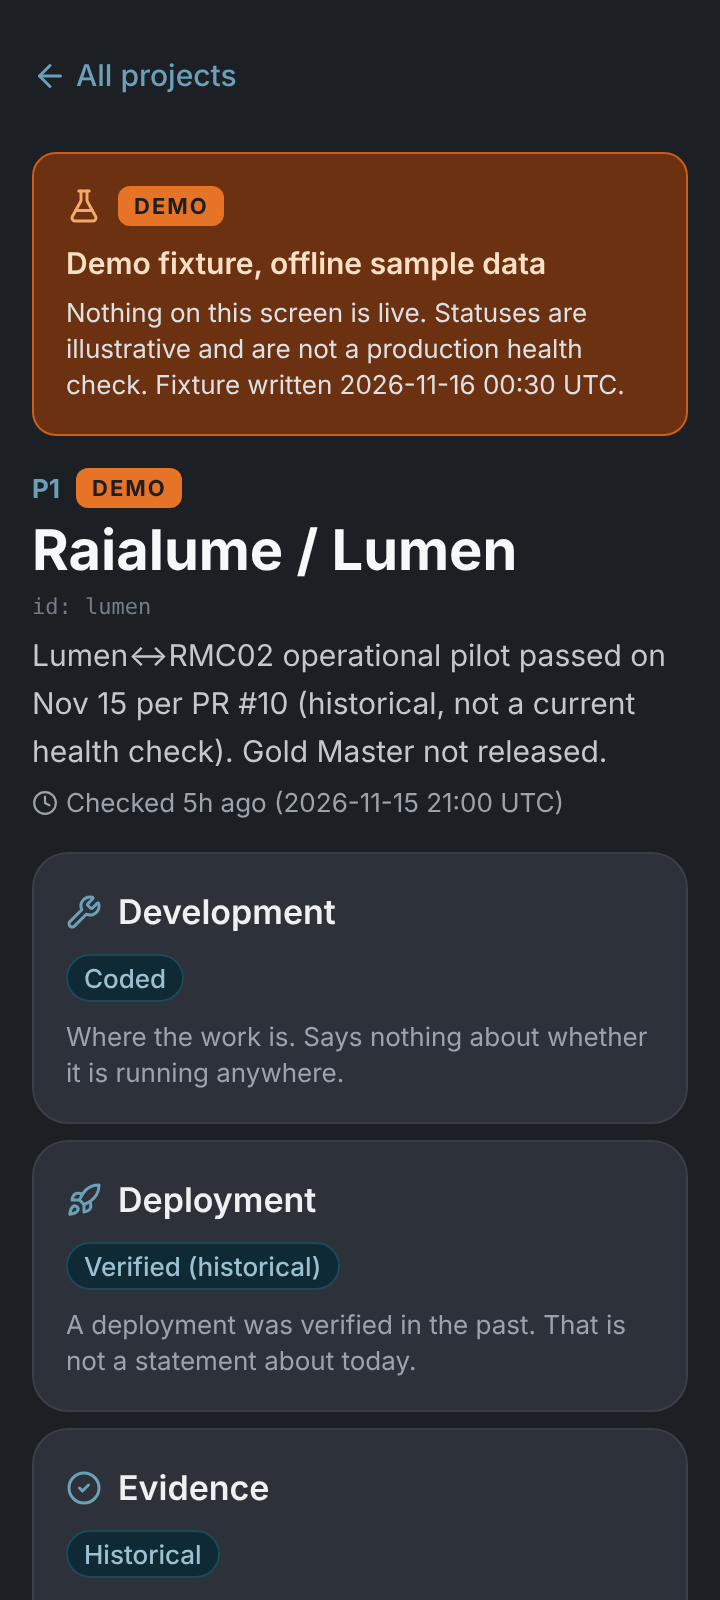 All projects
DEMO
Demo fixture, offline sample data
Nothing on this screen is live. Statuses are
illustrative and are not a production health
check. Fixture written 2026-11-16 00:30 UTC.
P1 DEMO
Raialume / Lumen
id: lumen
Lumen↔RMC02 operational pilot passed on
Nov 15 per PR #10 (historical, not a current
health check). Gold Master not released.
Checked 5h ago (2026-11-15 21:00 UTC)
Development
Coded
Where the work is. Says nothing about whether
it is running anywhere.
Deployment
Verified (historical)
A deployment was verified in the past. That is
not a statement about today.
Evidence
Historical